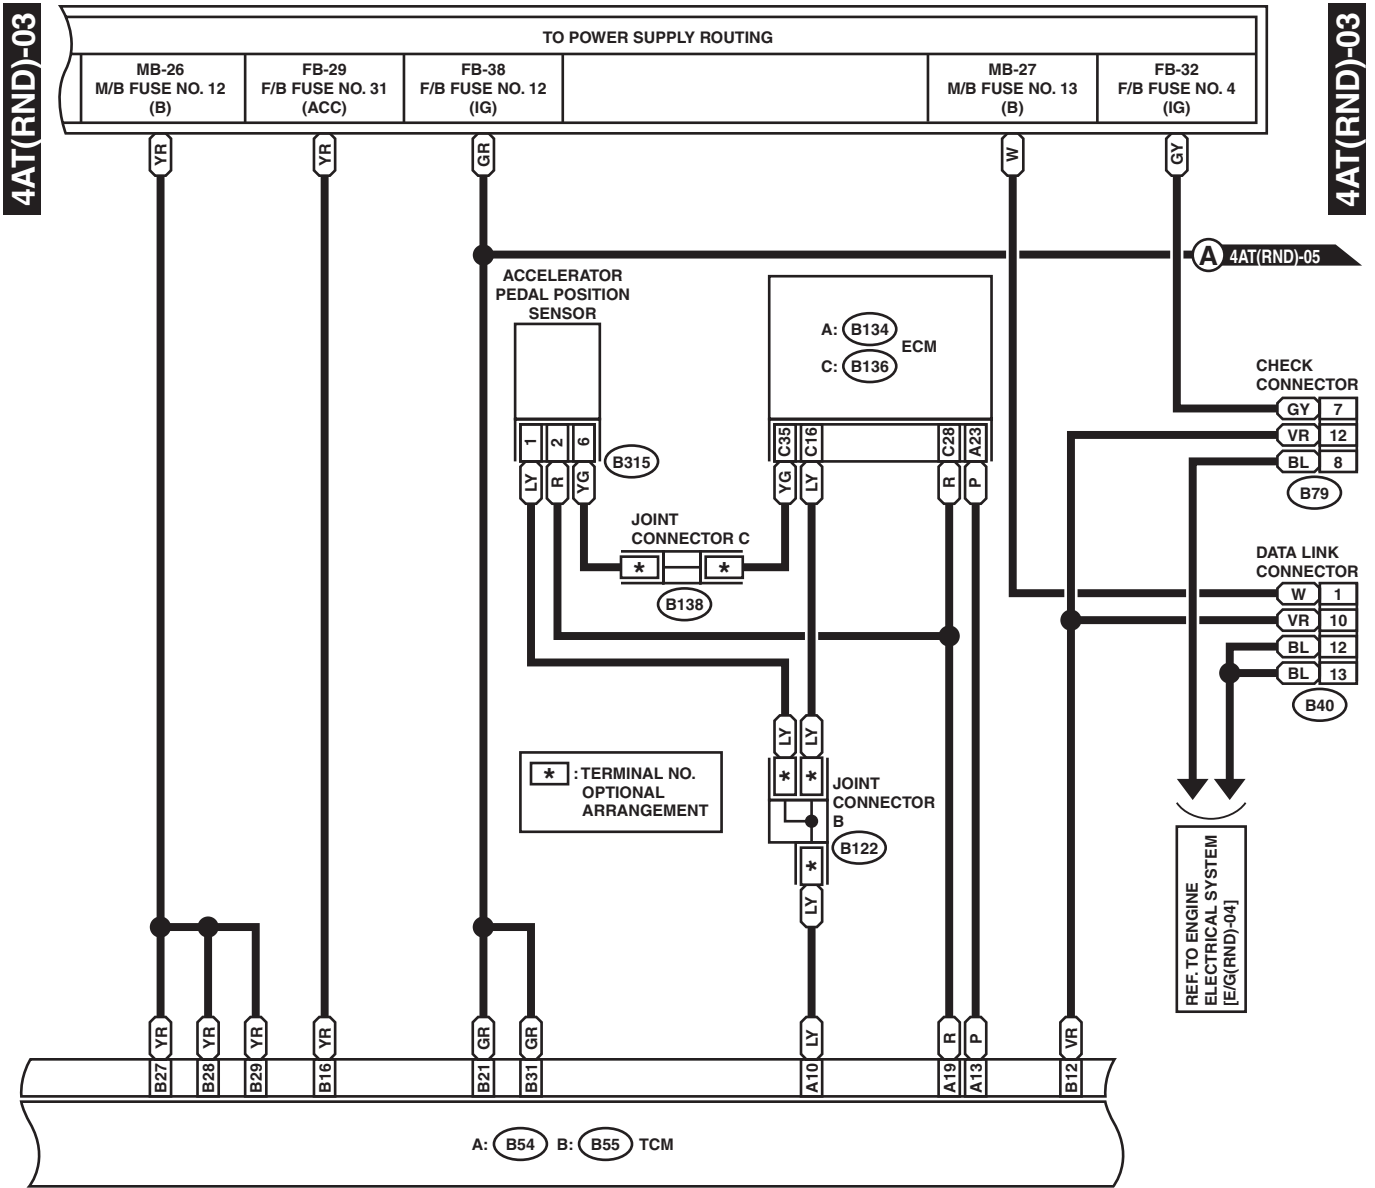 4AT(RND)-03
4AT(RND)-03
TO POWER SUPPLY ROUTING
MB-26
M/B FUSE NO. 12
(B)
FB-29
F/B FUSE NO. 31
(ACC)
FB-38
F/B FUSE NO. 12
(IG)
MB-27
M/B FUSE NO. 13
(B)
FB-32
F/B FUSE NO. 4
(IG)
YR
YR
GR
W
GY
A 4AT(RND)-05
ACCELERATOR
PEDAL POSITION
SENSOR
1 2 6
B315
LY R YG
A: B134
C: B136
ECM
C35 C16 C28 A23
YG LY R P
CHECK
CONNECTOR
GY 7
VR 12
BL 8
B79
JOINT
CONNECTOR C
* *
B138
DATA LINK
CONNECTOR
W 1
VR 10
BL 12
BL 13
B40
LY LY
* *
JOINT
CONNECTOR
B
B122
*
LY
* : TERMINAL NO.
OPTIONAL
ARRANGEMENT
REF. TO ENGINE
ELECTRICAL SYSTEM
[E/G(RND)-04]
YR YR YR YR GR GR LY R P VR
B27 B28 B29 B16 B21 B31 A10 A19 A13 B12
A: B54 B: B55 TCM